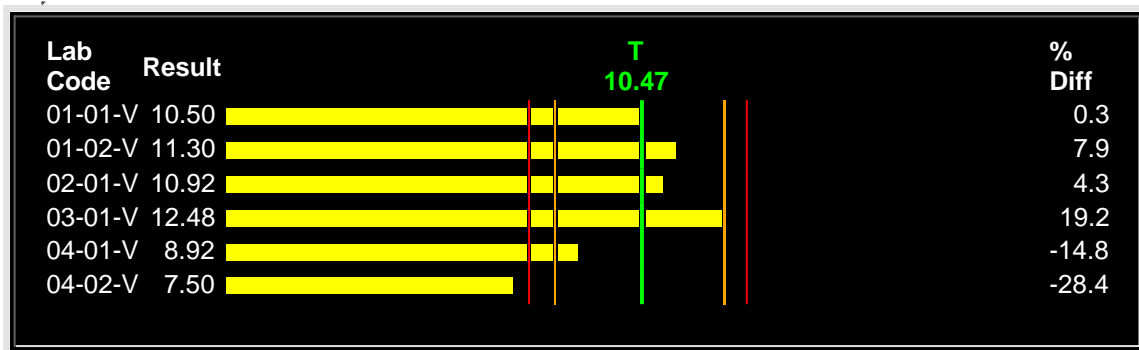 Lab Code Result T 10.47 % Diff
01-01-V 10.50 0.3
01-02-V 11.30 7.9
02-01-V 10.92 4.3
03-01-V 12.48 19.2
04-01-V 8.92 -14.8
04-02-V 7.50 -28.4